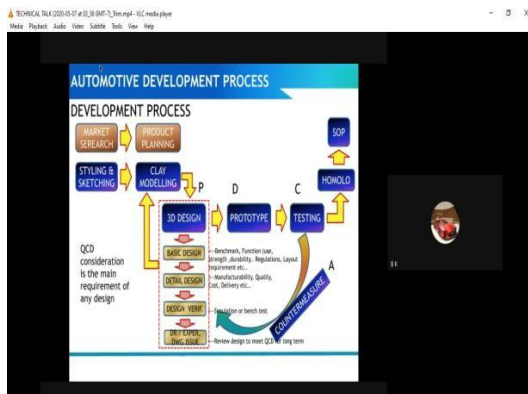 TECHNICAL TALK (2020-05-07 at 03_36 GMT-7)_Trim.mp4 - VLC media player
Media Playback Audio Video Subtitle Tools View Help
AUTOMOTIVE DEVELOPMENT PROCESS
DEVELOPMENT PROCESS
MARKET
SEREARCH
PRODUCT
PLANNING
SOP
STYLING &
SKETCHING
CLAY
MODELLING
HOMOLO
P
D
C
3D DESIGN
PROTOTYPE
TESTING
QCD
consideration
is the main
requirement of
any design
BASIC DESIGN
Benchmark, Function (use,
strength ,durability.. Regulations, Layout
requirement etc..
A
DETAIL DESIGN
Manufacturability, Quality,
Cost, Delivery etc...
COUNTERMEASURE
DESIGN VERIF.
Simulation or bench test
DR / EXPER.
DWG ISSUE
Review design to meet QCD for long term